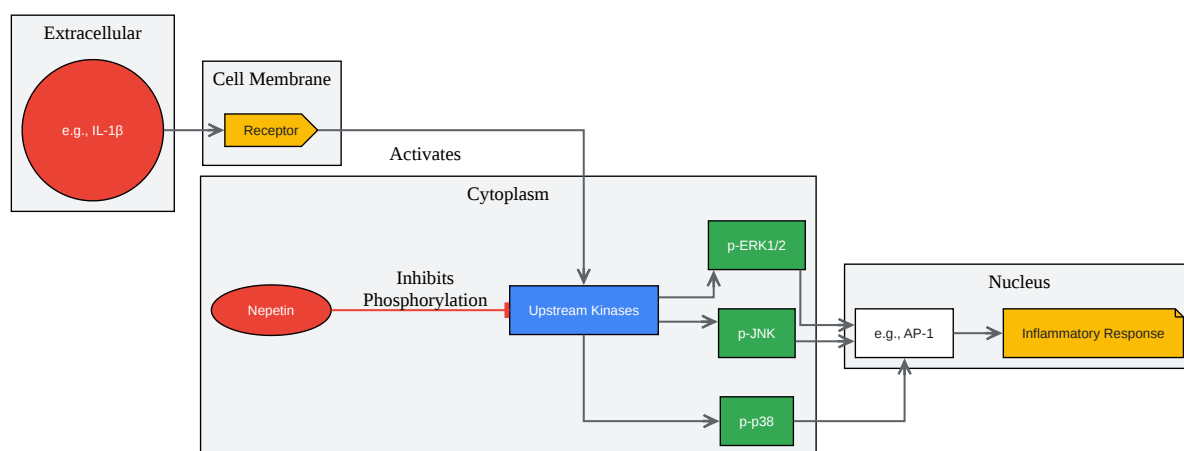 Extracellular
e.g., IL-1β
Cell Membrane
Receptor
Activates
Cytoplasm
p-ERK1/2
Inhibits
Phosphorylation
Nepetin
Upstream Kinases
p-JNK
p-p38
Nucleus
e.g., AP-1
Inflammatory Response